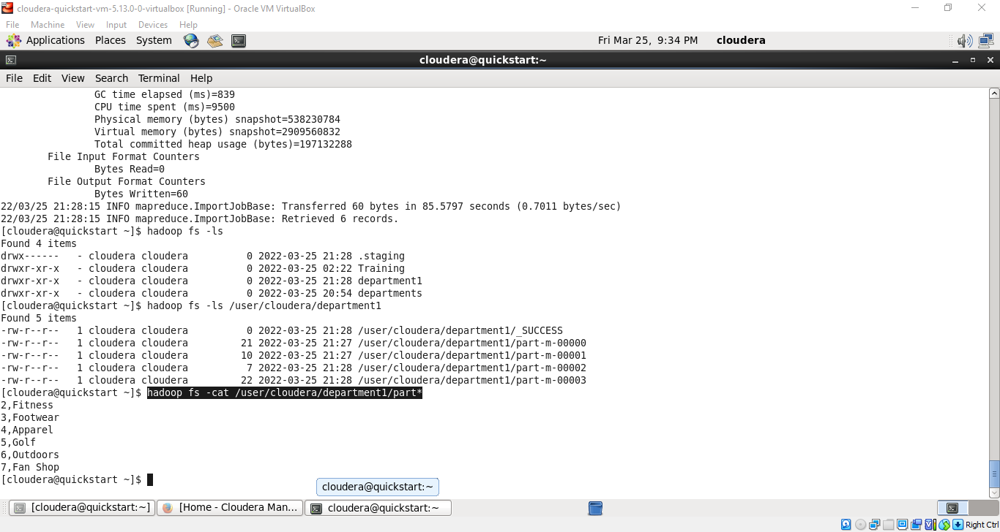 cloudera-quickstart-vm-5.13.0-0-virtualbox [Running] - Oracle VM VirtualBox
File Machine View Input Devices Help
Applications Places System Fri Mar 25, 9:34 PM cloudera
cloudera@quickstart:~
File Edit View Search Terminal Help
GC time elapsed (ms)=839
CPU time spent (ms)=9500
Physical memory (bytes) snapshot=538230784
Virtual memory (bytes) snapshot=2909560832
Total committed heap usage (bytes)=197132288
File Input Format Counters
Bytes Read=0
File Output Format Counters
Bytes Written=60
22/03/25 21:28:15 INFO mapreduce.ImportJobBase: Transferred 60 bytes in 85.5797 seconds (0.7011 bytes/sec)
22/03/25 21:28:15 INFO mapreduce.ImportJobBase: Retrieved 6 records.
[cloudera@quickstart ~]$ hadoop fs -ls
Found 4 items
drwx------ - cloudera cloudera 0 2022-03-25 21:28 .staging
drwxr-xr-x - cloudera cloudera 0 2022-03-25 02:22 Training
drwxr-xr-x - cloudera cloudera 0 2022-03-25 21:28 department1
drwxr-xr-x - cloudera cloudera 0 2022-03-25 20:54 departments
[cloudera@quickstart ~]$ hadoop fs -ls /user/cloudera/department1
Found 5 items
-rw-r--r-- 1 cloudera cloudera 0 2022-03-25 21:28 /user/cloudera/department1/_SUCCESS
-rw-r--r-- 1 cloudera cloudera 21 2022-03-25 21:27 /user/cloudera/department1/part-m-00000
-rw-r--r-- 1 cloudera cloudera 10 2022-03-25 21:27 /user/cloudera/department1/part-m-00001
-rw-r--r-- 1 cloudera cloudera 7 2022-03-25 21:28 /user/cloudera/department1/part-m-00002
-rw-r--r-- 1 cloudera cloudera 22 2022-03-25 21:28 /user/cloudera/department1/part-m-00003
[cloudera@quickstart ~]$ hadoop fs -cat /user/cloudera/department1/part*
2,Fitness
3,Footwear
4,Apparel
5,Golf
6,Outdoors
7,Fan Shop
[cloudera@quickstart ~]$
cloudera@quickstart:~
[cloudera@quickstart:~] [Home - Cloudera Man... cloudera@quickstart:~
Right Ctrl